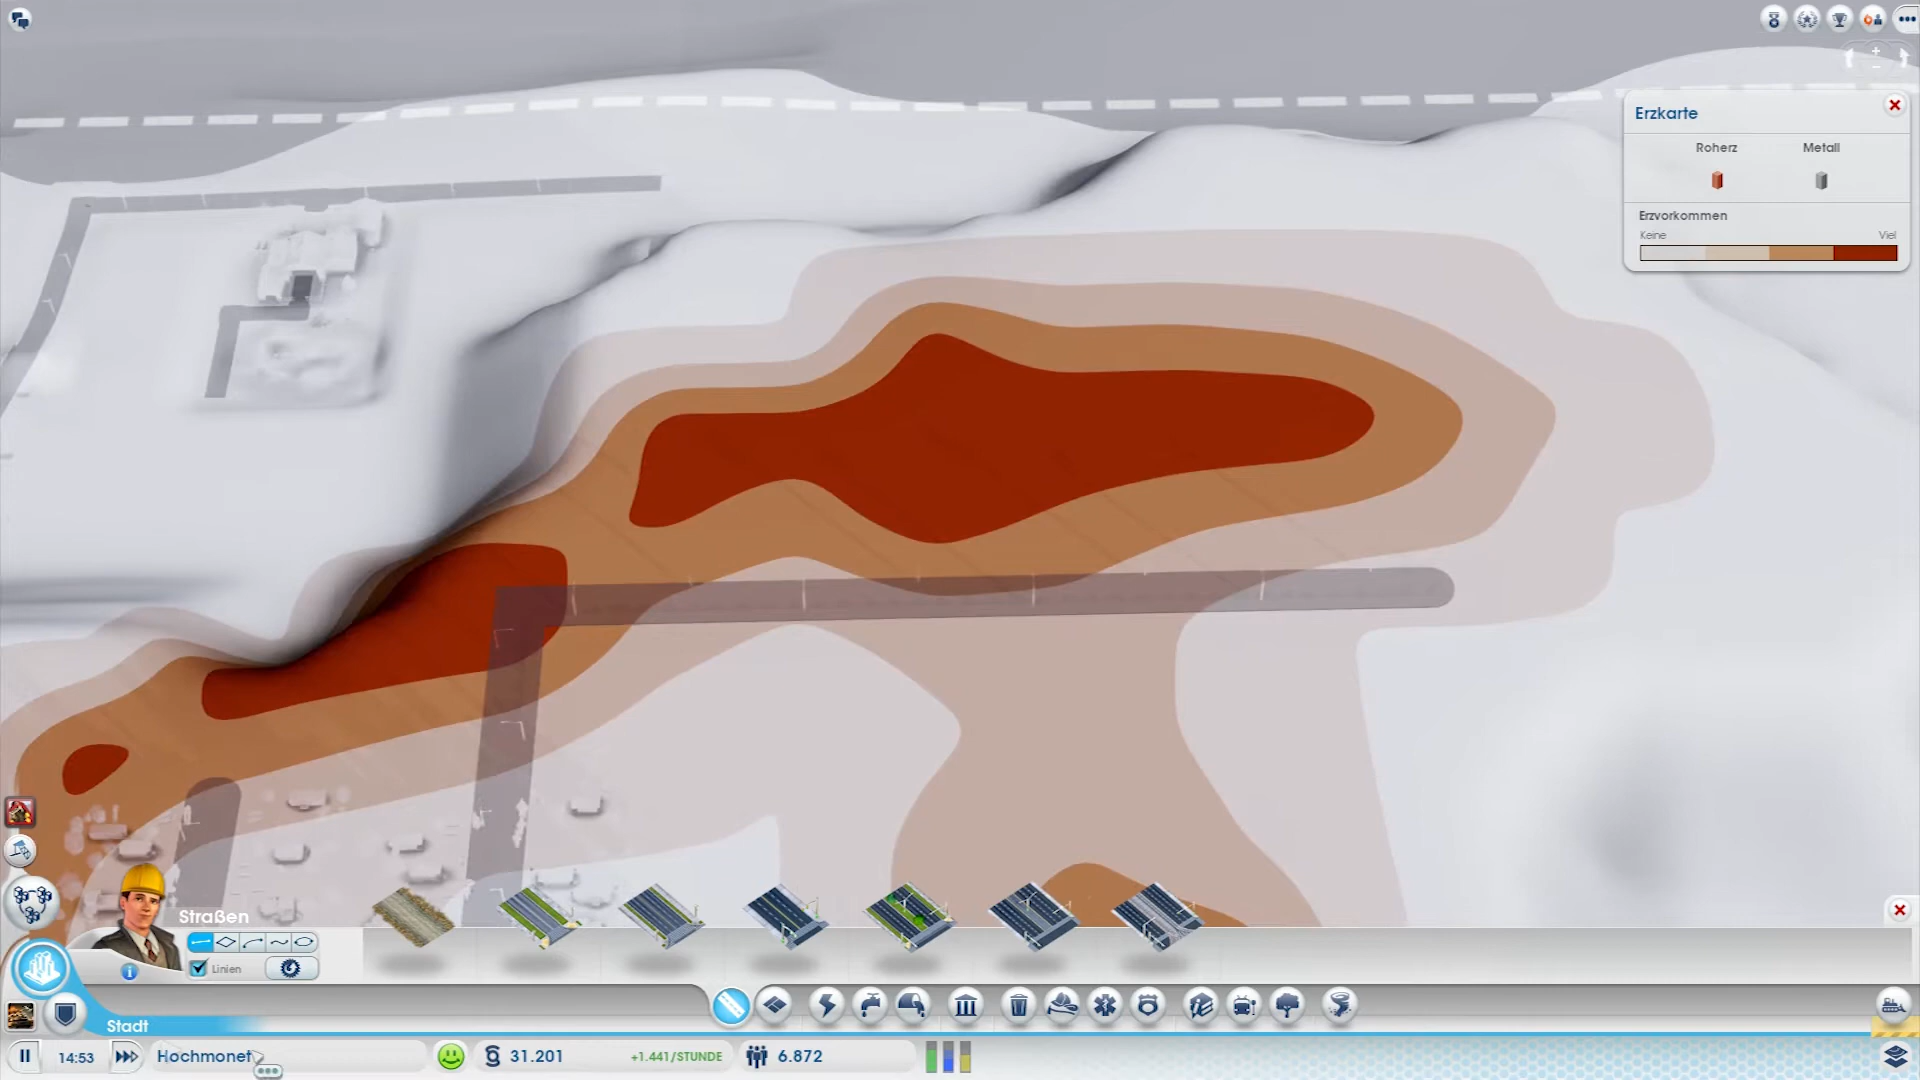 Erzkarte
Roherz
Metall
Erzvorkommen
Keine
Viel
Straßen
Linien
Stadt
14:53
Hochmonet
31.201
+1.441/STUNDE
6.872